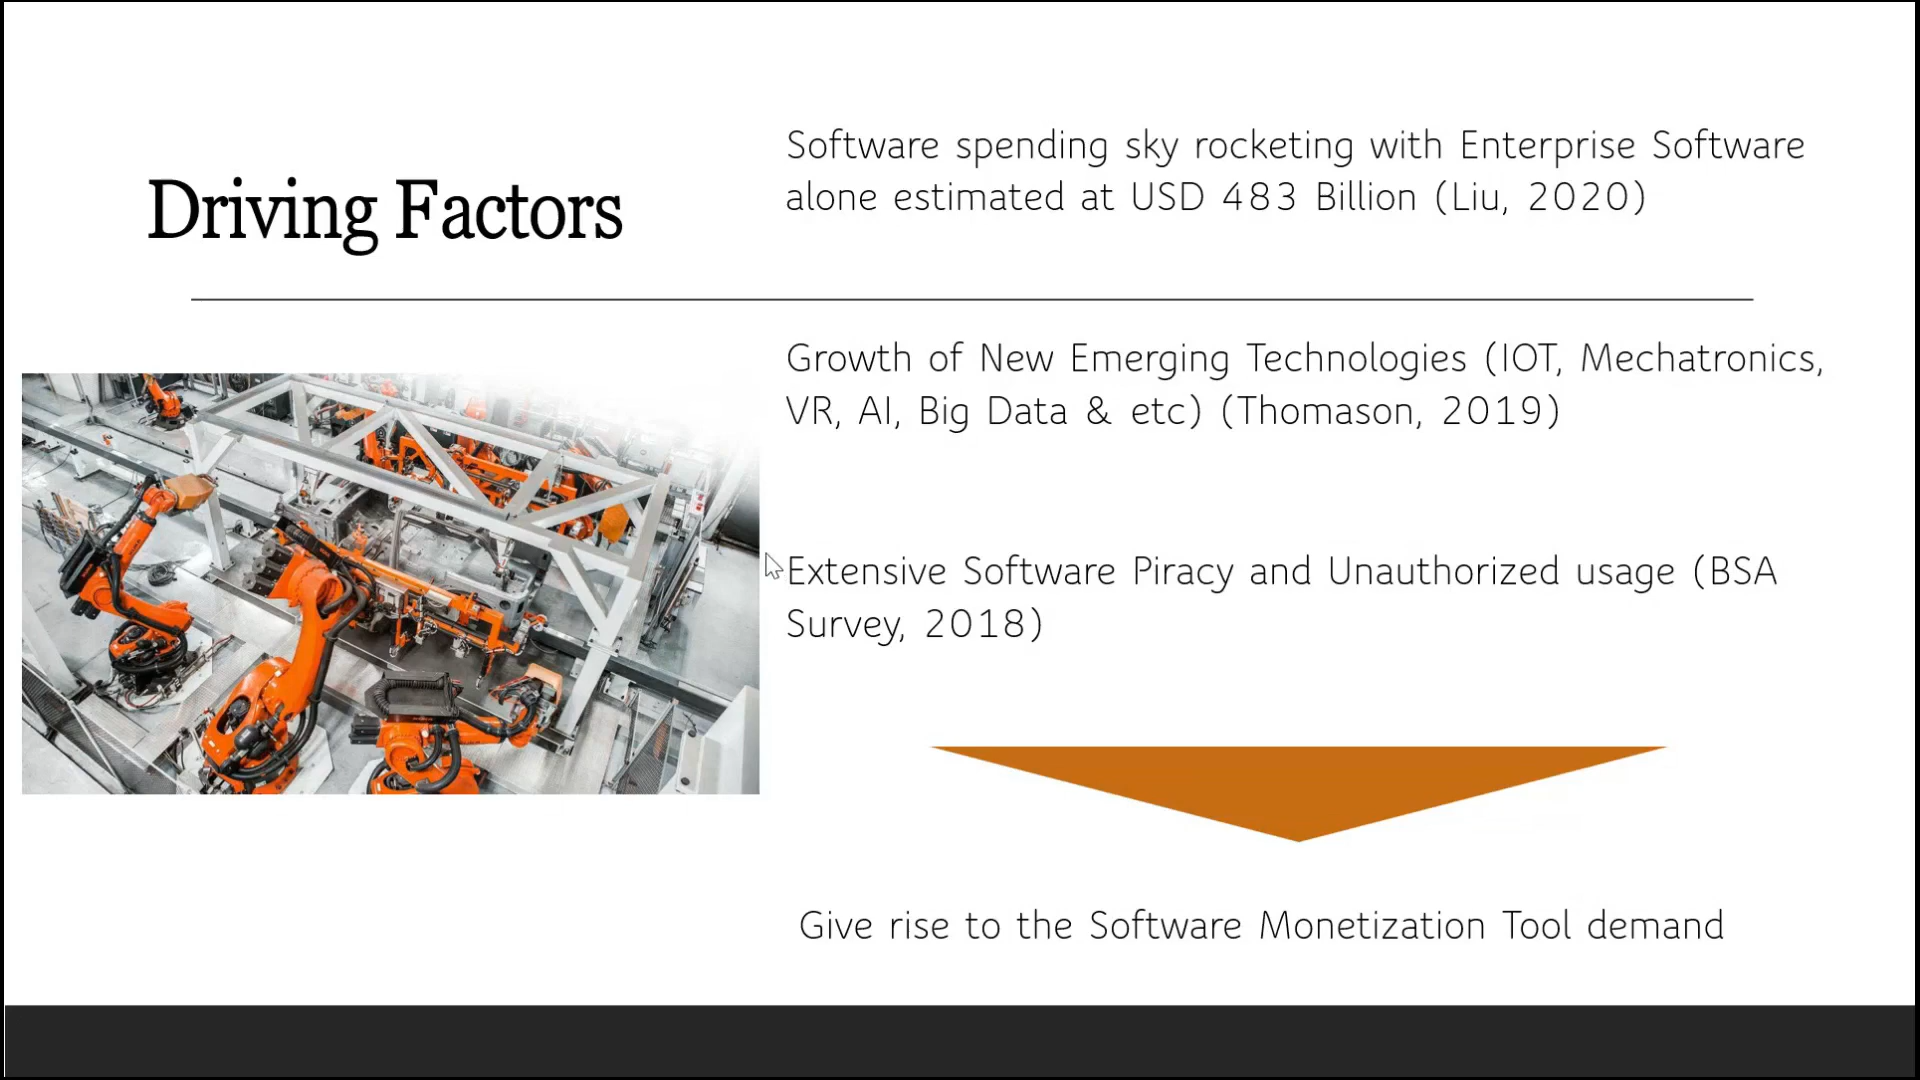 Driving Factors
Software spending sky rocketing with Enterprise Software
alone estimated at USD 483 Billion (Liu, 2020)
Growth of New Emerging Technologies (IOT, Mechatronics,
VR, AI, Big Data & etc) (Thomason, 2019)
Extensive Software Piracy and Unauthorized usage (BSA
Survey, 2018)
Give rise to the Software Monetization Tool demand